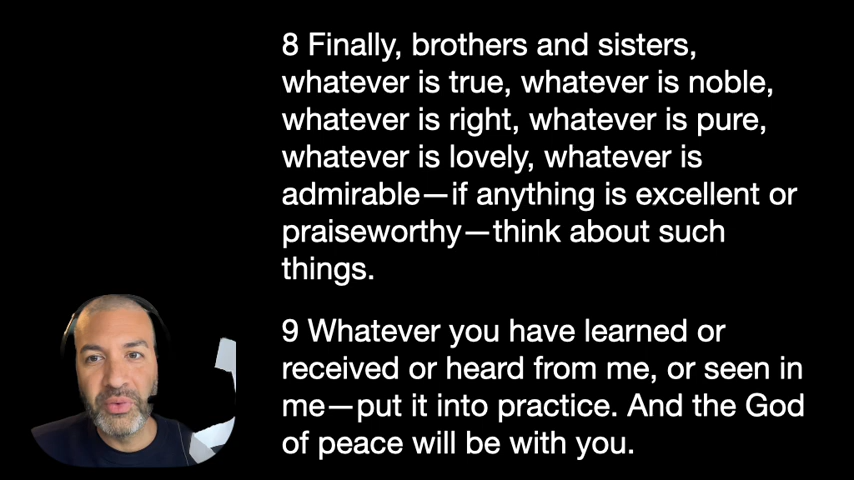 8 Finally, brothers and sisters,
whatever is true, whatever is noble,
whatever is right, whatever is pure,
whatever is lovely, whatever is
admirable—if anything is excellent or
praiseworthy—think about such
things.
9 Whatever you have learned or
received or heard from me, or seen in
me—put it into practice. And the God
of peace will be with you.